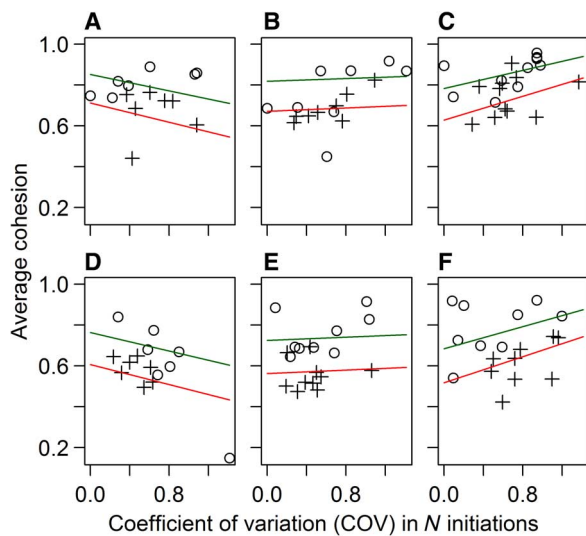 A B C
1.0
0.6
0.2
D E F
1.0
0.6
0.2
0.0 0.8 0.0 0.8 0.0 0.8
Average cohesion
Coefficient of variation (COV) in N initiations